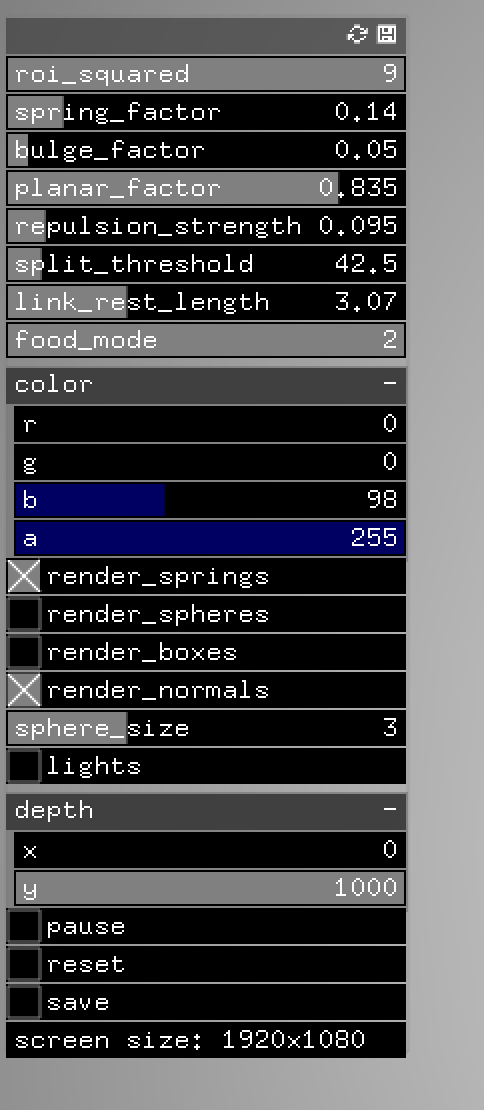 roi_squared 9
spring_factor 0.14
bulge_factor 0.05
planar_factor 0.835
repulsion_strength 0.095
split_threshold 42.5
link_rest_length 3.07
food_mode 2
color -
r 0
g 0
b 98
a 255
render_springs
render_spheres
render_boxes
render_normals
sphere_size 3
lights
depth -
x 0
y 1000
pause
reset
save
screen size: 1920x1080